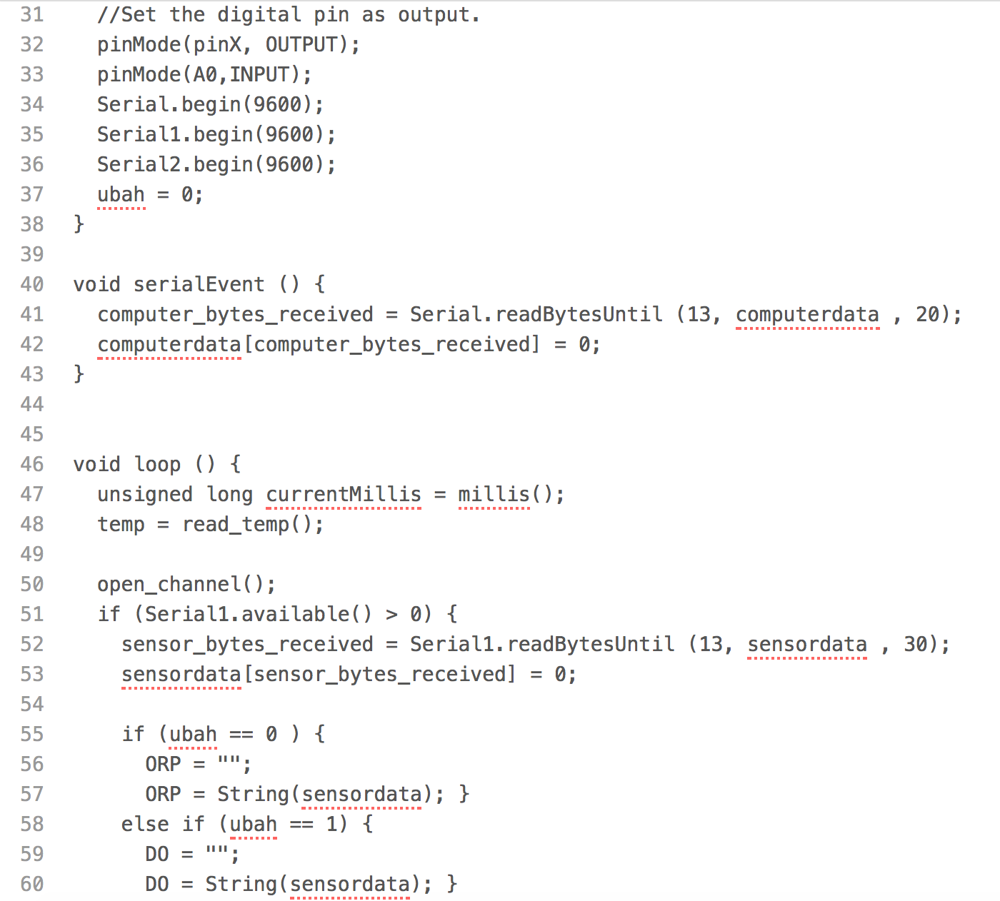 31 //Set the digital pin as output.
32 pinMode(pinX, OUTPUT);
33 pinMode(A0,INPUT);
34 Serial.begin(9600);
35 Serial1.begin(9600);
36 Serial2.begin(9600);
37 ubah = 0;
38 }
39
40 void serialEvent () {
41 computer_bytes_received = Serial.readBytesUntil (13, computerdata , 20);
42 computerdata[computer_bytes_received] = 0;
43 }
44
45
46 void loop () {
47 unsigned long currentMillis = millis();
48 temp = read_temp();
49
50 open_channel();
51 if (Serial1.available() > 0) {
52 sensor_bytes_received = Serial1.readBytesUntil (13, sensordata , 30);
53 sensordata[sensor_bytes_received] = 0;
54
55 if (ubah == 0 ) {
56 ORP = "";
57 ORP = String(sensordata); }
58 else if (ubah == 1) {
59 DO = "";
60 DO = String(sensordata); }